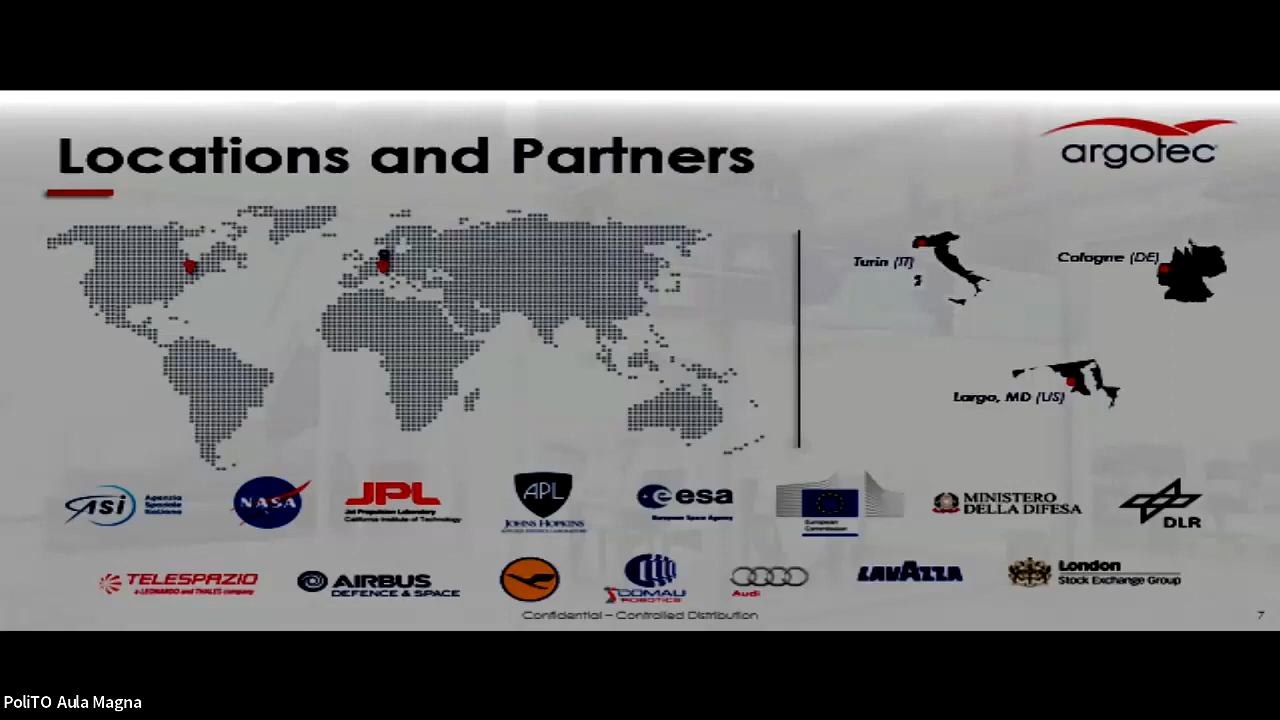 Locations and Partners
argotec
Turin (IT)
Cologne (DE)
Largo, MD (US)
asi Agenzia
Spaziale
Italiana
NASA
JPL
Jet Propulsion Laboratory
California Institute of Technology
APL
JOHNS HOPKINS
APPLIED PHYSICS LABORATORY
esa
European Space Agency
European
Commission
MINISTERO
DELLA DIFESA
DLR
TELESPAZIO
a LEONARDO and THALES company
AIRBUS
DEFENCE & SPACE
COMAU
ROBOTICS
Audi
LAVAZZA
London
Stock Exchange Group
Confidential – Controlled Distribution
7
PoliTO Aula Magna